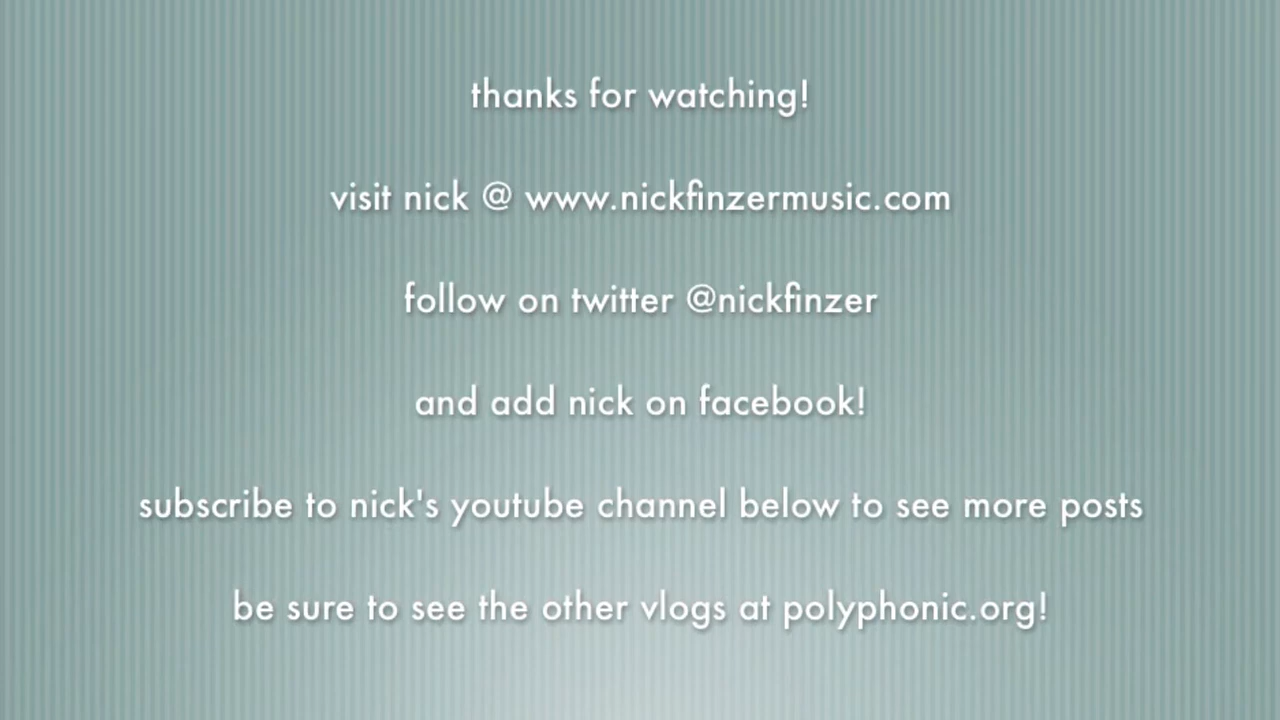 thanks for watching!
visit nick @ www.nickfinzermusic.com
follow on twitter @nickfinzer
and add nick on facebook!
subscribe to nick's youtube channel below to see more posts
be sure to see the other vlogs at polyphonic.org!